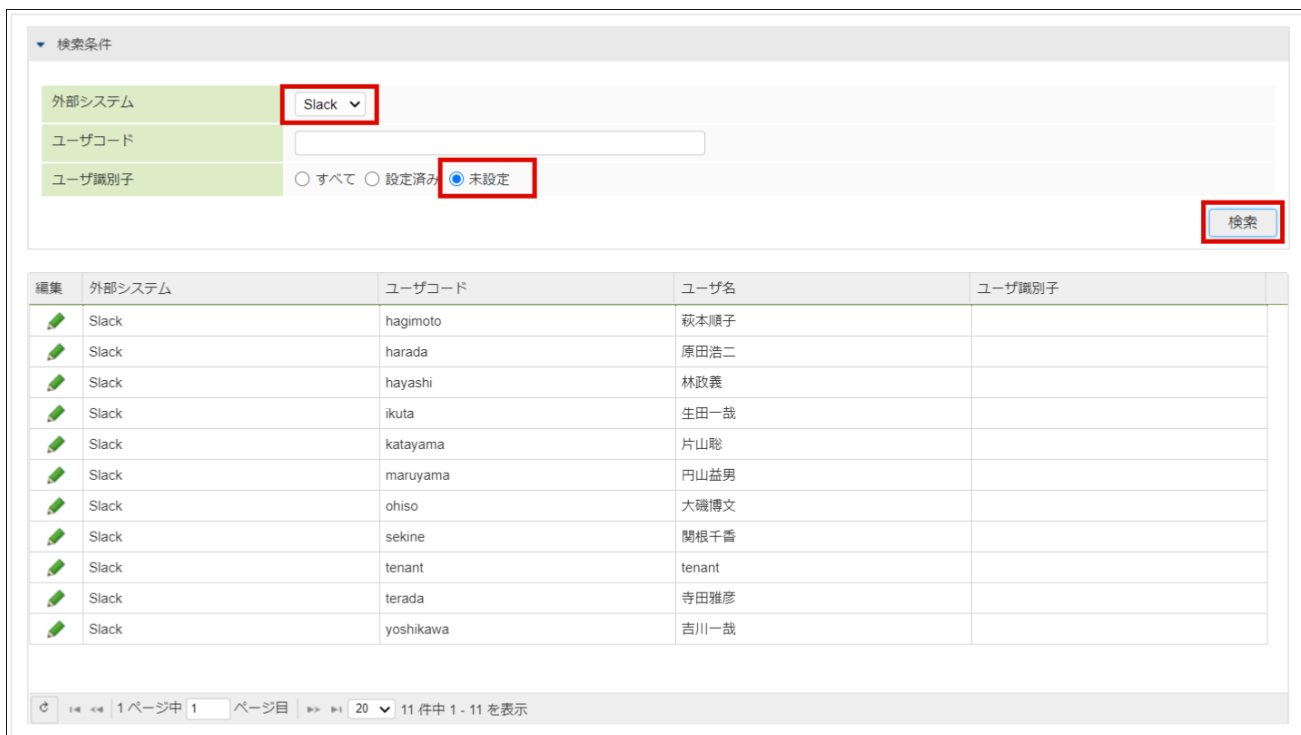 検索条件
外部システム Slack
ユーザコード
ユーザ識別子 すべて 設定済み 未設定
検索
編集 外部システム ユーザコード ユーザ名 ユーザ識別子
Slack hagimoto 萩本順子
Slack harada 原田浩二
Slack hayashi 林政義
Slack ikuta 生田一哉
Slack katayama 片山聡
Slack maruyama 円山益男
Slack ohiso 大磯博文
Slack sekine 関根千香
Slack tenant tenant
Slack terada 寺田雅彦
Slack yoshikawa 吉川一哉
1 ページ中 1 ページ目 20 11 件中 1 - 11 を表示